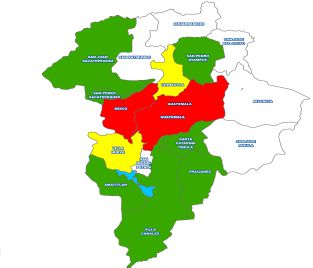 CHUARRANCHO
SAN JOSE
DEL GOLFO
SAN JUAN
SACATEPEQUEZ
SAN RAYMUNDO
SAN PEDRO
AYAMPUC
CHINAUTLA
SAN PEDRO
SACATEPEQUEZ
MIXCO
GUATEMALA
GUATEMALA
PALENCIA
SAN JOSE
PINULA
SANTA
CATARINA
PINULA
VILLA
NUEVA
SAN
MIGUEL
PETAPA
FRAIJANES
AMATITLAN
VILLA
CANALES